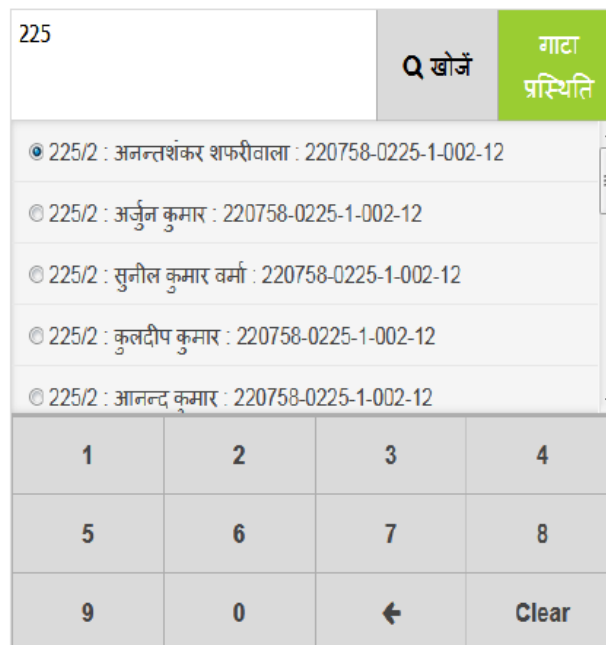 225
खोजें
गाटा
प्रस्थिति
225/2 : अनन्तशंकर शफरीवाला : 220758-0225-1-002-12
225/2 : अर्जुन कुमार : 220758-0225-1-002-12
225/2 : सुनील कुमार वर्मा : 220758-0225-1-002-12
225/2 : कुलदीप कुमार : 220758-0225-1-002-12
225/2 : आनन्द कुमार : 220758-0225-1-002-12
1 2 3 4
5 6 7 8
9 0 Clear